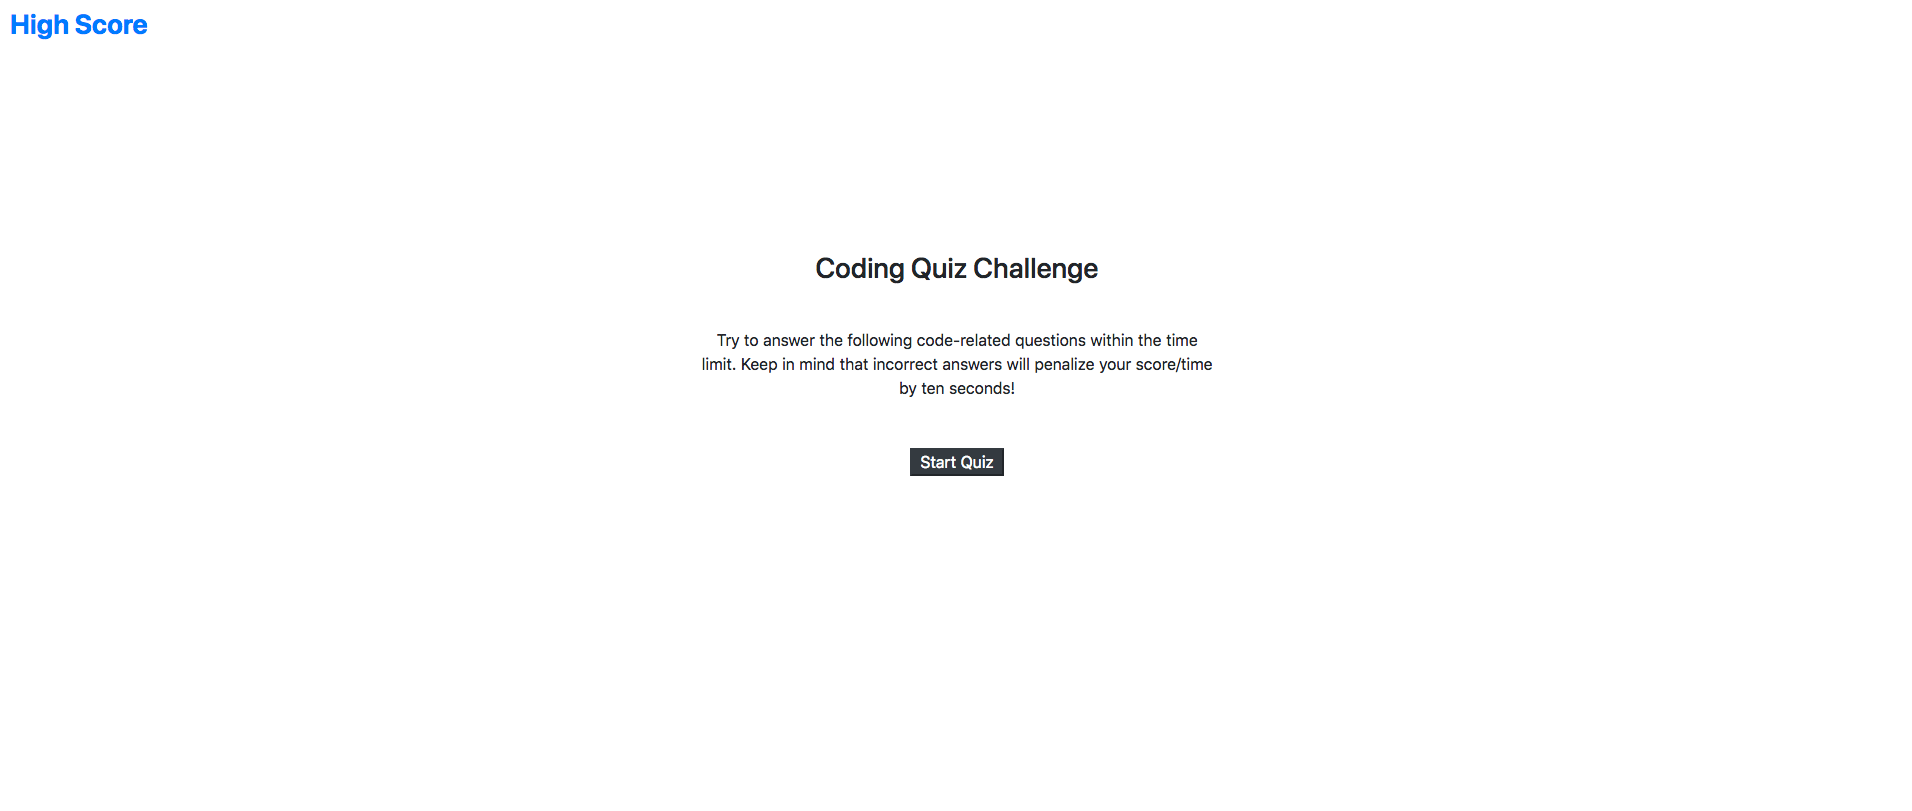 High Score
Coding Quiz Challenge
Try to answer the following code-related questions within the time
limit. Keep in mind that incorrect answers will penalize your score/time
by ten seconds!
Start Quiz